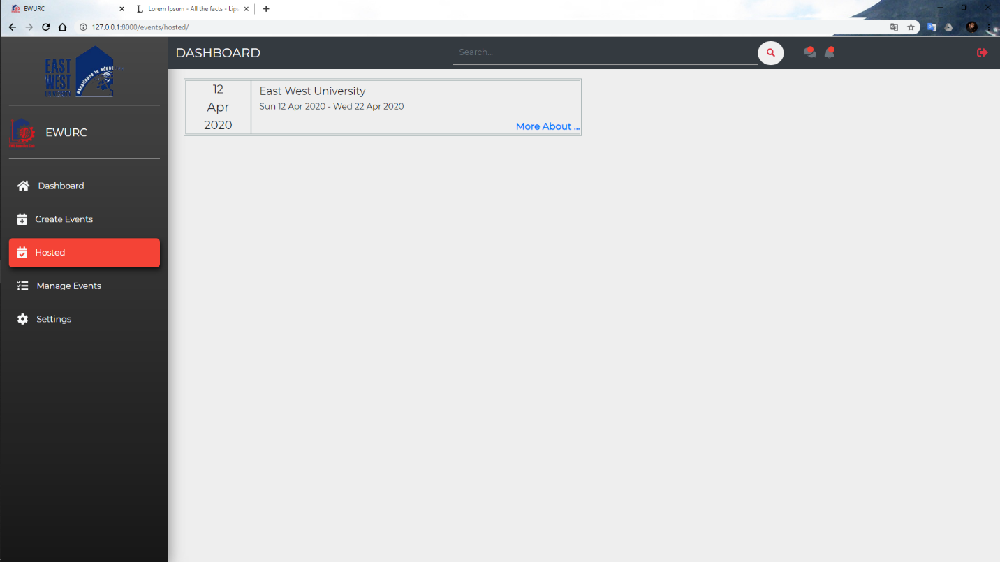 EWURC
Lorem Ipsum - All the facts - Lips
127.0.0.1:8000/events/hosted/
EAST
WEST
UNIVERSITY
DASHBOARD
Search...
EWURC
Dashboard
Create Events
Hosted
Manage Events
Settings
12
Apr
2020
East West University
Sun 12 Apr 2020 - Wed 22 Apr 2020
More About ...